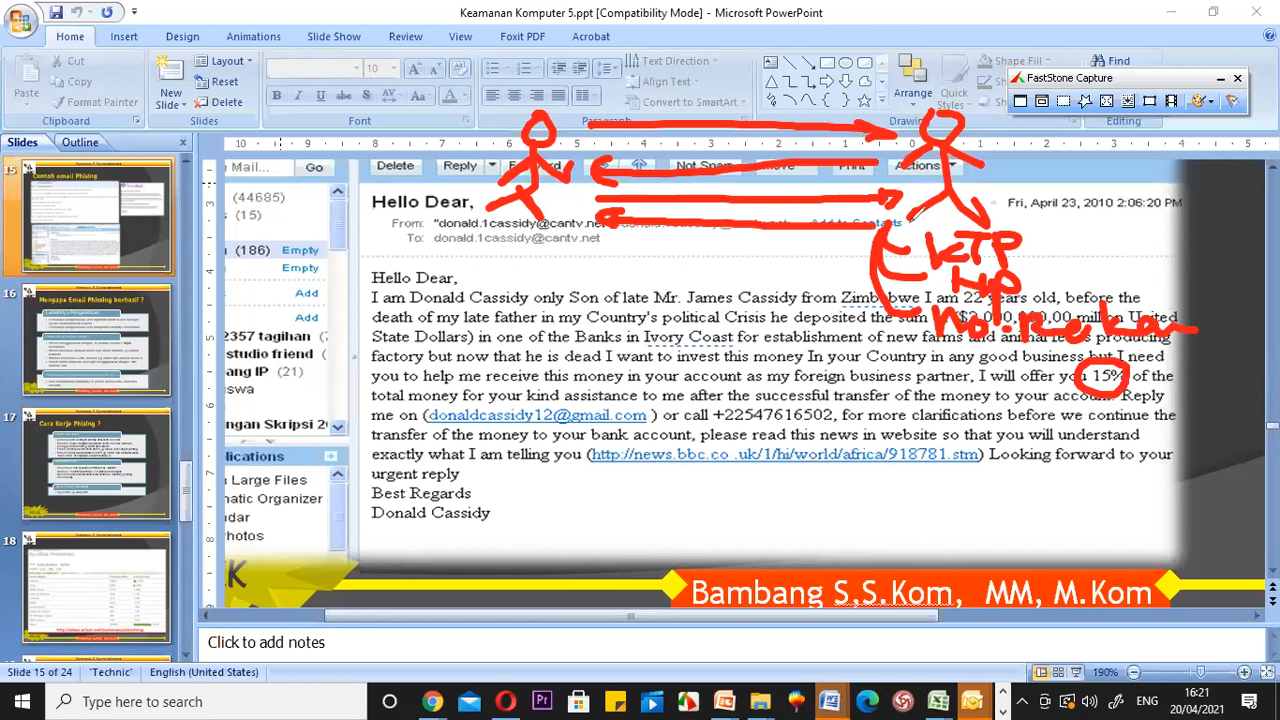 Keamanan Komputer 5.ppt [Compatibility Mode] - Microsoft PowerPoint
Home Insert Design Animations Slide Show Review View Foxit PDF Acrobat
Cut Layout Text Direction Shape Fill Find
Copy Reset Align Text FastStone Capture
Paste Format Painter New Slide Delete Convert to SmartArt Arrange Quick Styles
Clipboard Slides Font Paragraph Drawing Editing
Slides Outline
Mail... Go Delete Reply Not Spam Print Actions
15
Contoh email Phising
44685)
(15)
(186) Empty
Empty
Add
Add
Hello Dear,
Fri, April 23, 2010 2:06:20 PM
From: "donald.1cassidy@cantv.net
Add to Contacts
To: donald.1cassidy@cantv.net
KTP
HP
No. Rek
Hello Dear,
I am Donald Cassidy only Son of late Mr. James Cassidy from Zimbabwe I am 22 years old, before the
death of my late father in my Country's political Crisis, deposited the sum
State Dollars) in one of the Banks in Ivory Coast for establishment of new farms and animal producing
factory but now that he is dead I want to invest this money in your Country in any good business but I need
you to help me receive this money in your account as my foreign business partner, I will offer you 15% of the
total money for your kind assistance to me after the successful transfer of the money to your account Reply
me on (donaldcassidy12@gmail.com ) or call +22547616502, for more clarifications before we continue the
transfer of the money to your bank account, please read the news in website so that you will understand
exactly what I am telling you (http://news.bbc.co .uk/1/hi/world/africa/918781.stm) Looking forward to your
urgent reply,
Best Regards
Donald Cassidy
16
Mengapa Email Phissing berhasil ?
agihan
ally friend
ng IP (21)
iswa
ngan Skripsi 2
17
Cara Kerja Phising ?
lications
Large Files
matic Organizer
ndar
hotos
18
Bambang S,S.Kom, MM, M.Kom
Click to add notes
Slide 15 of 24 'Technic' English (United States) 190%
Type here to search
ENG
16:21
20/04/2021